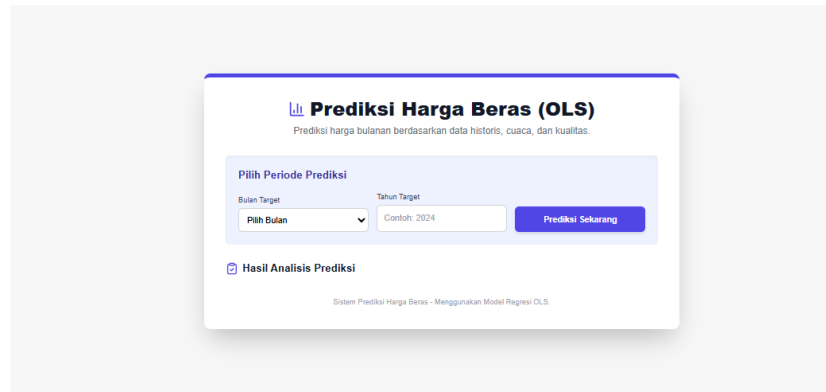 Prediksi Harga Beras (OLS)
Prediksi harga bulanan berdasarkan data historis, cuaca, dan kualitas.
Pilih Periode Prediksi
Bulan Target
Tahun Target
Pilih Bulan
Contoh: 2024
Prediksi Sekarang
Hasil Analisis Prediksi
Sistem Prediksi Harga Beras - Menggunakan Model Regresi OLS.